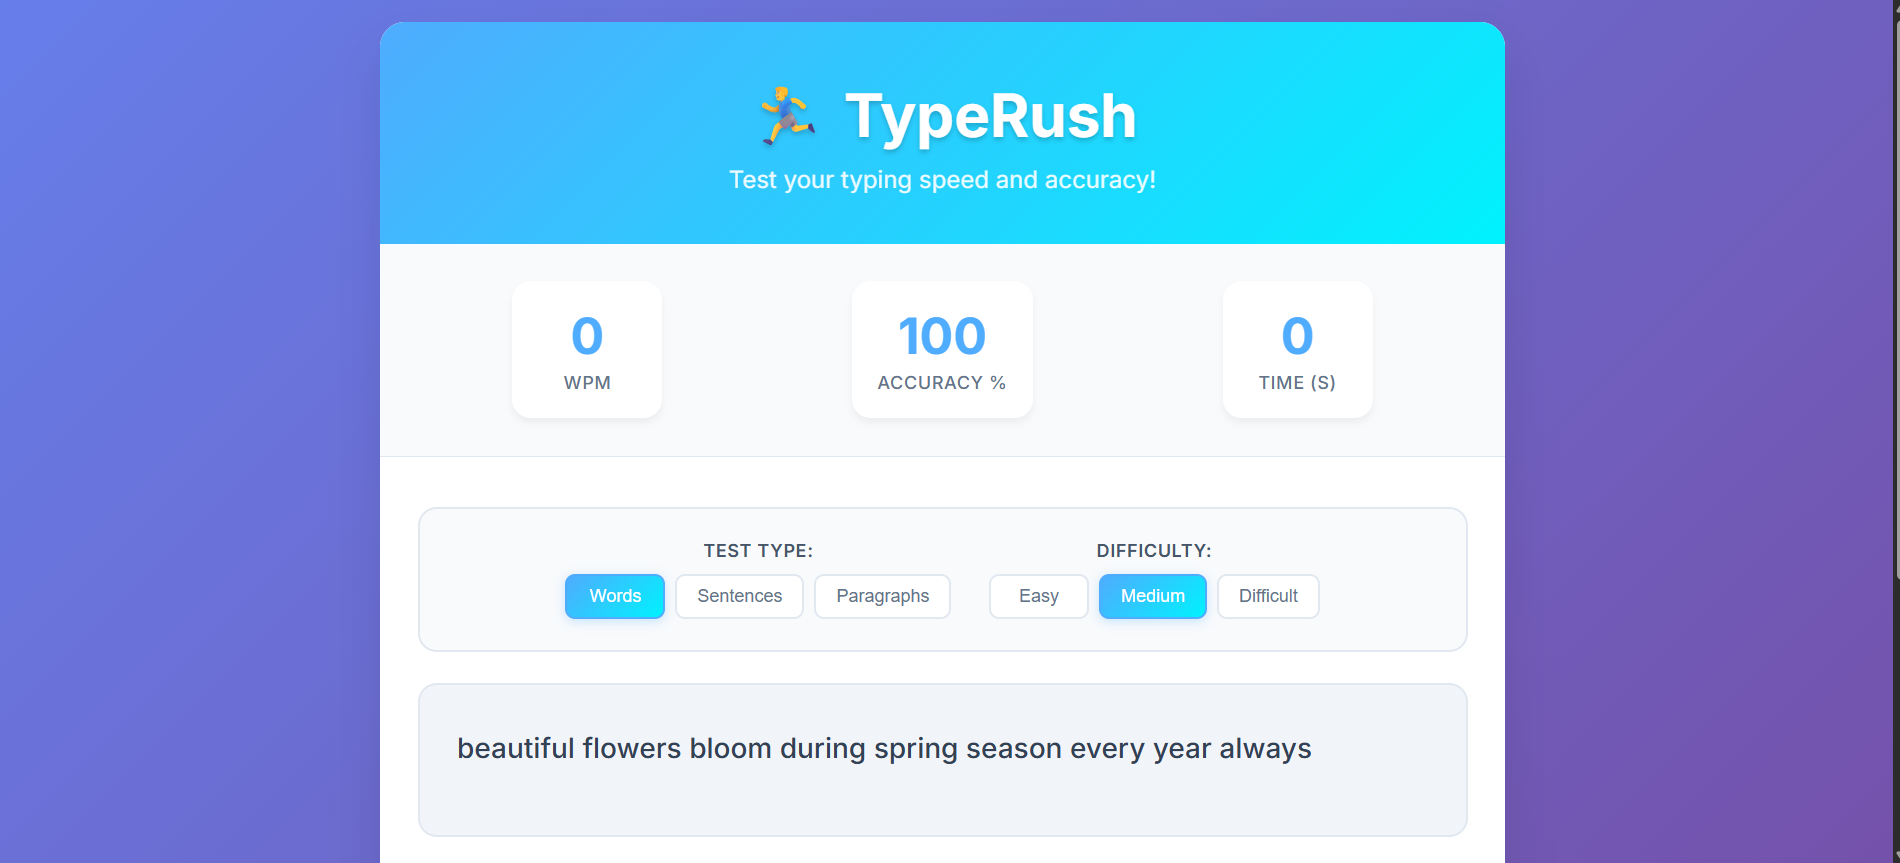 TypeRush
Test your typing speed and accuracy!
0
WPM
100
ACCURACY %
0
TIME (S)
TEST TYPE:
Words
Sentences
Paragraphs
DIFFICULTY:
Easy
Medium
Difficult
beautiful flowers bloom during spring season every year always